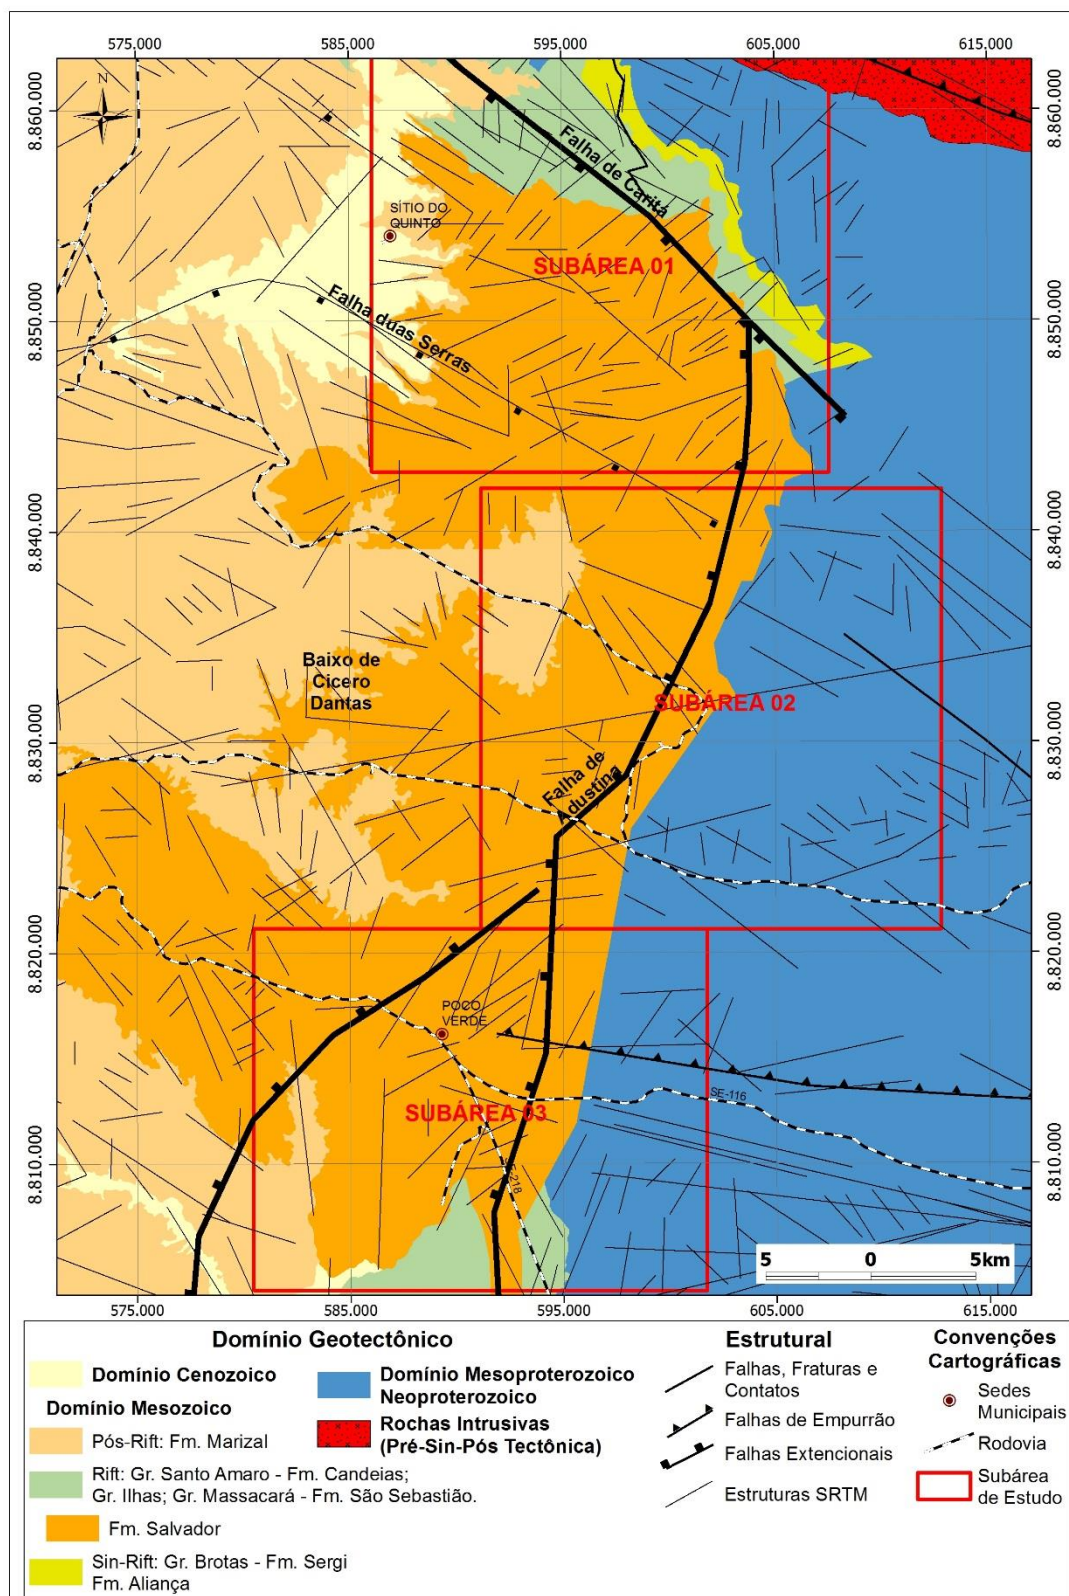 575.000
585.000
595.000
605.000
615.000
8.860.000
8.850.000
8.840.000
8.830.000
8.820.000
8.810.000
8.860.000
8.850.000
8.840.000
8.830.000
8.820.000
8.810.000
N
Falha de Caritá
SÍTIO DO
QUINTO
SUBÁREA 01
Falha duas Serras
Baixo de
Cicero
Dantas
SUBÁREA 02
Falha de
Adustina
POÇO
VERDE
SE-116
SUBÁREA 03
SE-218
5
0
5km
575.000
585.000
595.000
605.000
615.000
Domínio Geotectônico
Domínio Cenozoico
Domínio Mesozoico
Pós-Rift: Fm. Marizal
Rift: Gr. Santo Amaro - Fm. Candeias;
Gr. Ilhas; Gr. Massacará - Fm. São Sebastião.
Fm. Salvador
Sin-Rift: Gr. Brotas - Fm. Sergi
Fm. Aliança
Domínio Mesoproterozoico
Neoproterozoico
Rochas Intrusivas
(Pré-Sin-Pós Tectônica)
Estrutural
Falhas, Fraturas e
Contatos
Falhas de Empurrão
Falhas Extencionais
Estruturas SRTM
Convenções
Cartográficas
Sedes
Municipais
Rodovia
Subárea
de Estudo